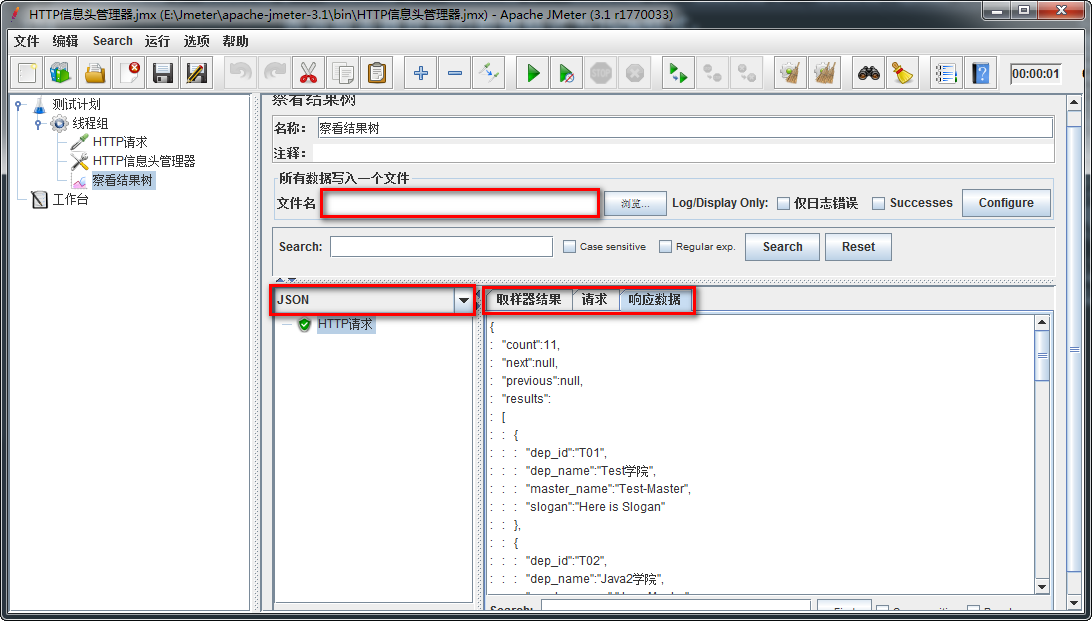 HTTP信息头管理器.jmx (E:\Jmeter\apache-jmeter-3.1\bin\HTTP信息头管理器.jmx) - Apache JMeter (3.1 r1770033)
文件 编辑 Search 运行 选项 帮助
STOP
00:00:01
测试计划
线程组
HTTP请求
HTTP信息头管理器
察看结果树
工作台
察看结果树
名称： 察看结果树
注释：
所有数据写入一个文件
文件名 浏览... Log/Display Only: 仅日志错误 Successes Configure
Search: Case sensitive Regular exp. Search Reset
JSON
HTTP请求
取样器结果 请求 响应数据
{
: "count":11,
: "next":null,
: "previous":null,
: "results":
: [
: : {
: : : "dep_id":"T01",
: : : "dep_name":"Test学院",
: : : "master_name":"Test-Master",
: : : "slogan":"Here is Slogan"
: : },
: : {
: : : "dep_id":"T02",
: : : "dep_name":"Java2学院",
Search: Find